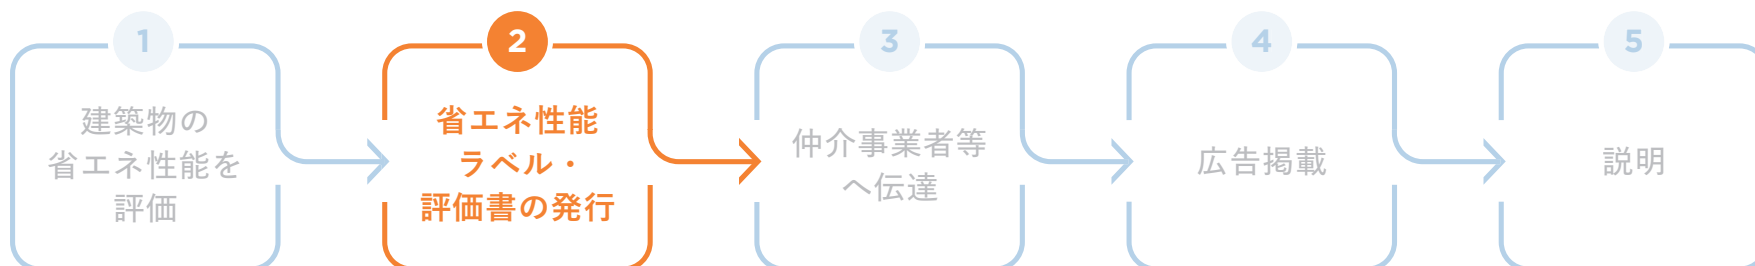 1
建築物の
省エネ性能を
評価
2
省エネ性能
ラベル・
評価書の発行
3
仲介事業者等
へ伝達
4
広告掲載
5
説明